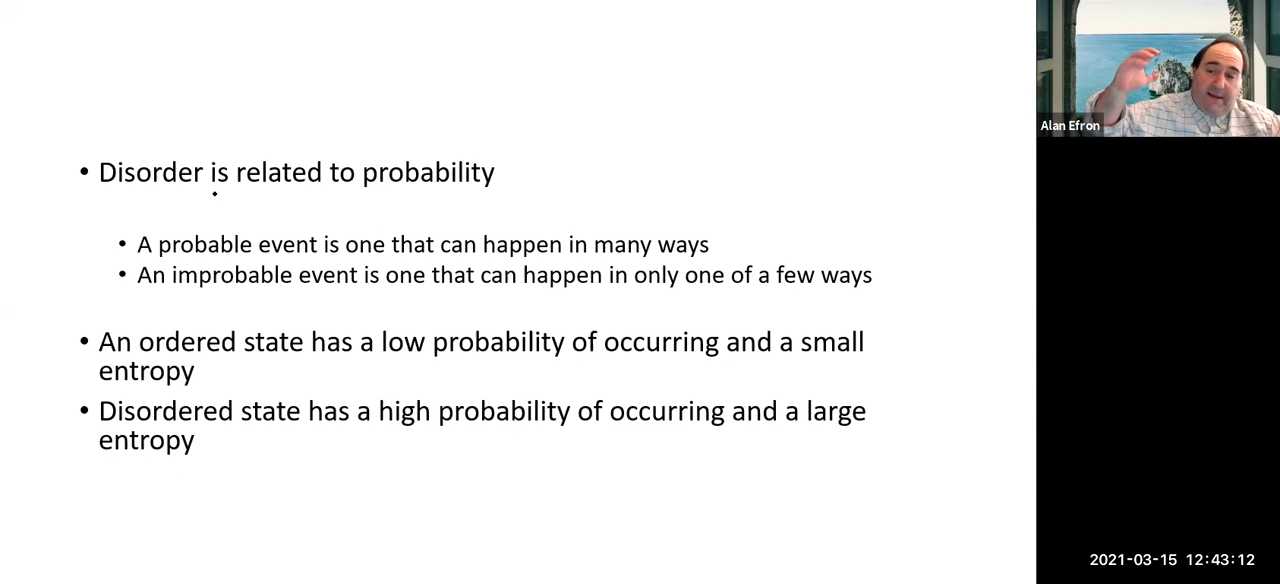 • Disorder is related to probability
• A probable event is one that can happen in many ways
• An improbable event is one that can happen in only one of a few ways
• An ordered state has a low probability of occurring and a small
entropy
• Disordered state has a high probability of occurring and a large
entropy
Alan Efron
2021-03-15 12:43:12